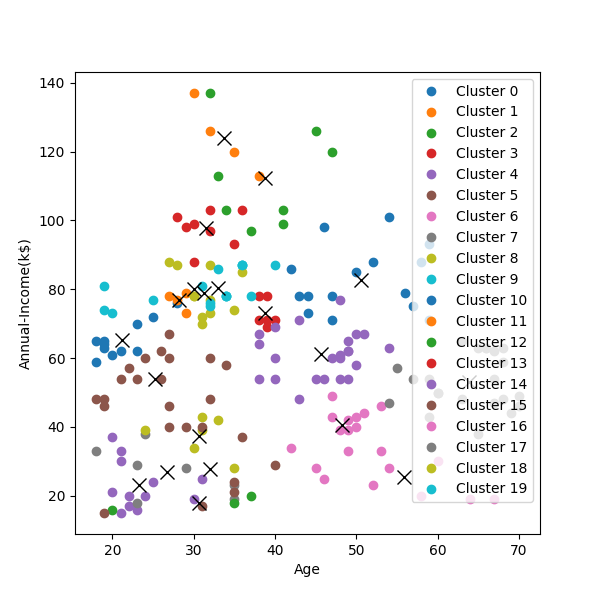 140
120
100
80
60
40
20
Annual-Income(k$)
20
30
40
50
60
70
Age
Cluster 0
Cluster 1
Cluster 2
Cluster 3
Cluster 4
Cluster 5
Cluster 6
Cluster 7
Cluster 8
Cluster 9
Cluster 10
Cluster 11
Cluster 12
Cluster 13
Cluster 14
Cluster 15
Cluster 16
Cluster 17
Cluster 18
Cluster 19